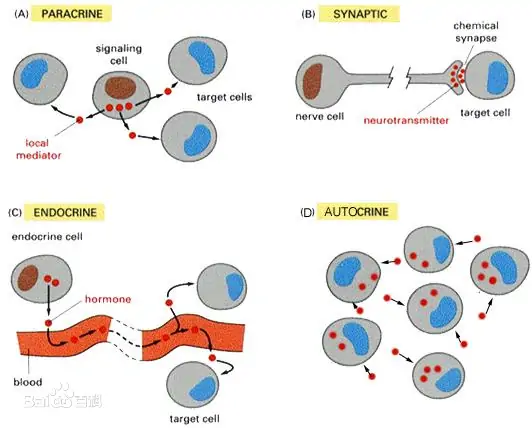 (A) PARACRINE
signaling
cell
target cells
local
mediator
(B) SYNAPTIC
chemical
synapse
nerve cell
neurotransmitter
target cell
(C) ENDOCRINE
endocrine cell
hormone
blood
target cell
Bai百科
(D) AUTOCRINE